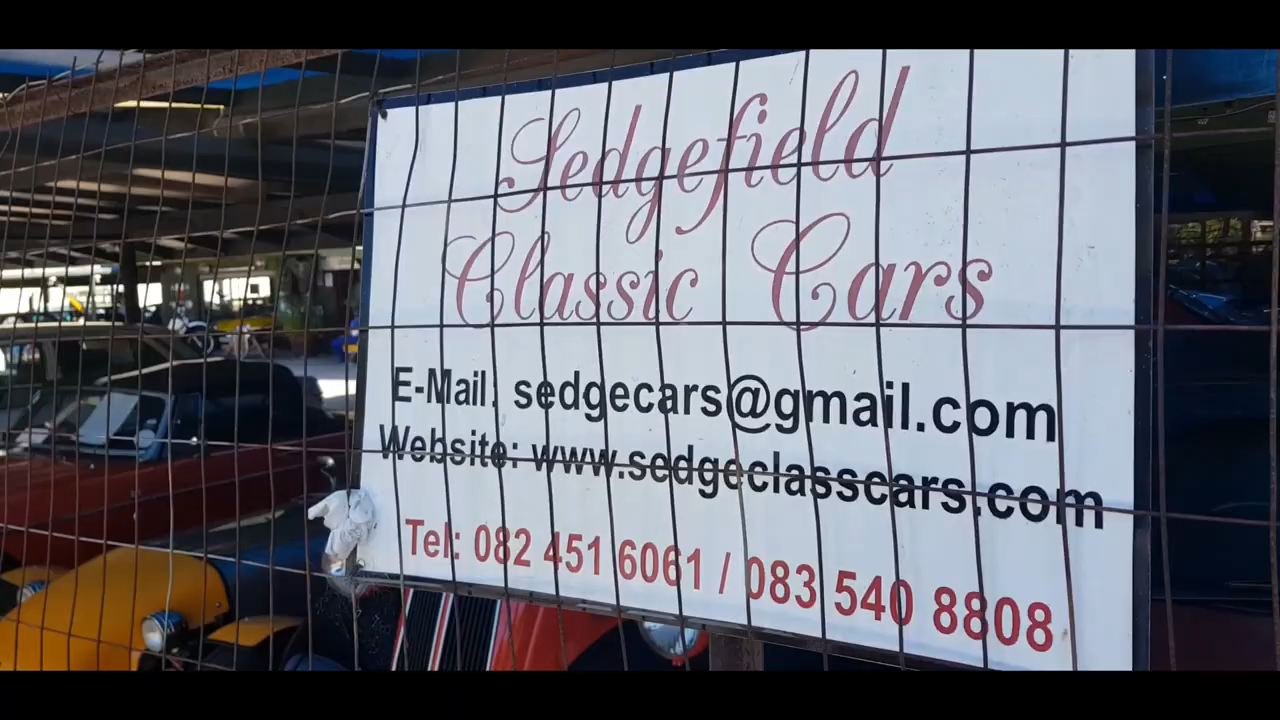 Sedgefield
Classic Cars
E-Mail: sedgecars@gmail.com
Website: www.sedgeclasscars.com
Tel: 082 451 6061 / 083 540 8808